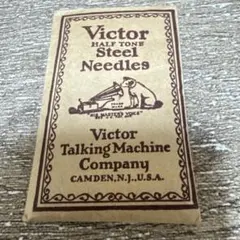 Victor
HALF TONE
Steel
Needles
"HIS MASTER'S VOICE"
Victor
Talking Machine
Company
CAMDEN, N.J., U.S.A.